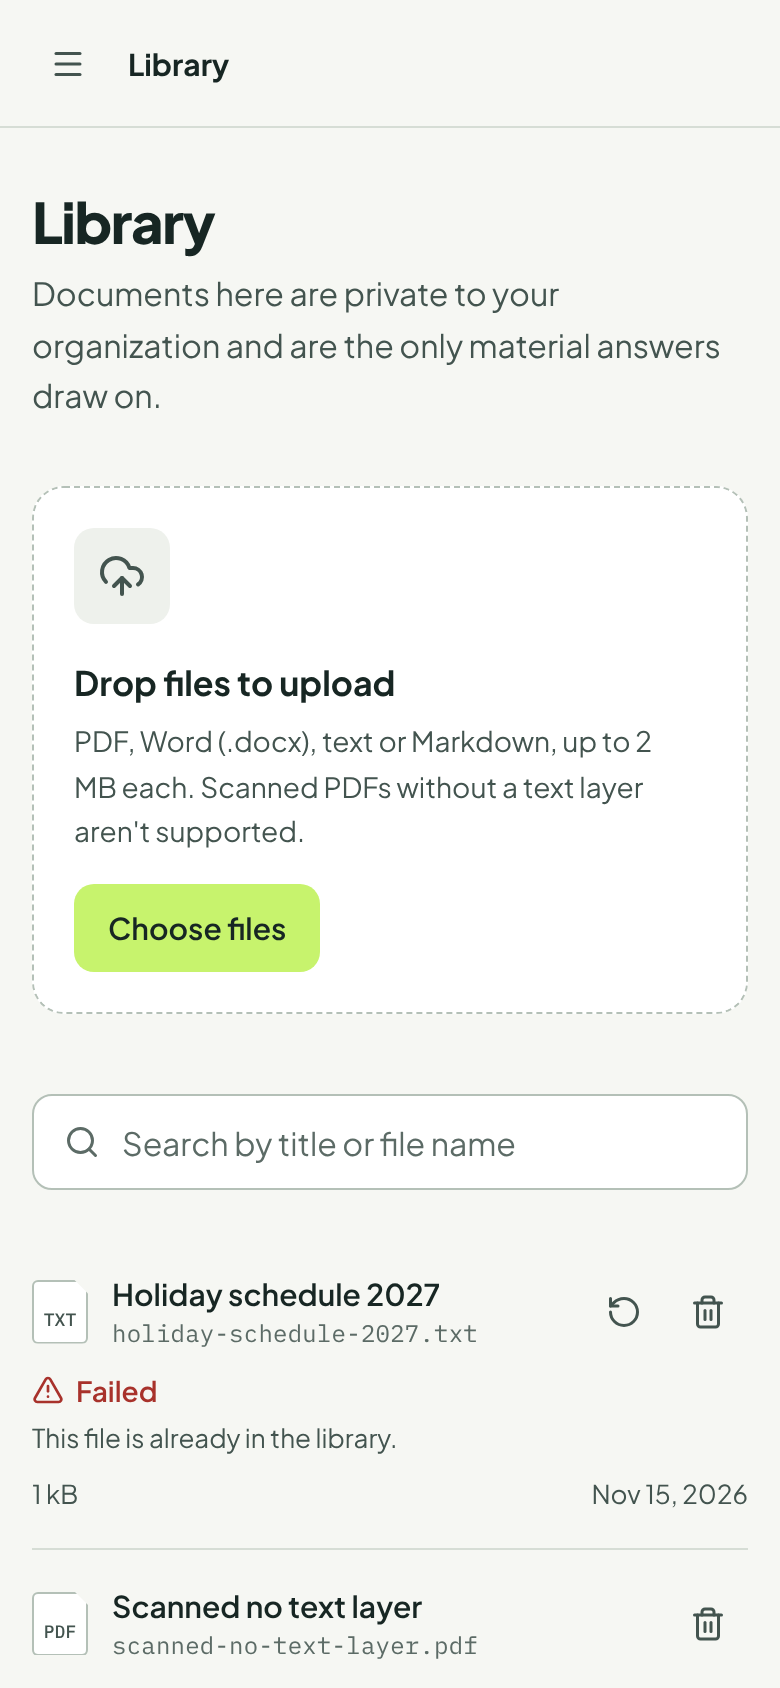 Library
Library
Documents here are private to your
organization and are the only material answers
draw on.
Drop files to upload
PDF, Word (.docx), text or Markdown, up to 2
MB each. Scanned PDFs without a text layer
aren't supported.
Choose files
Search by title or file name
TXT
Holiday schedule 2027
holiday-schedule-2027.txt
Failed
This file is already in the library.
1 kB
Nov 15, 2026
PDF
Scanned no text layer
scanned-no-text-layer.pdf